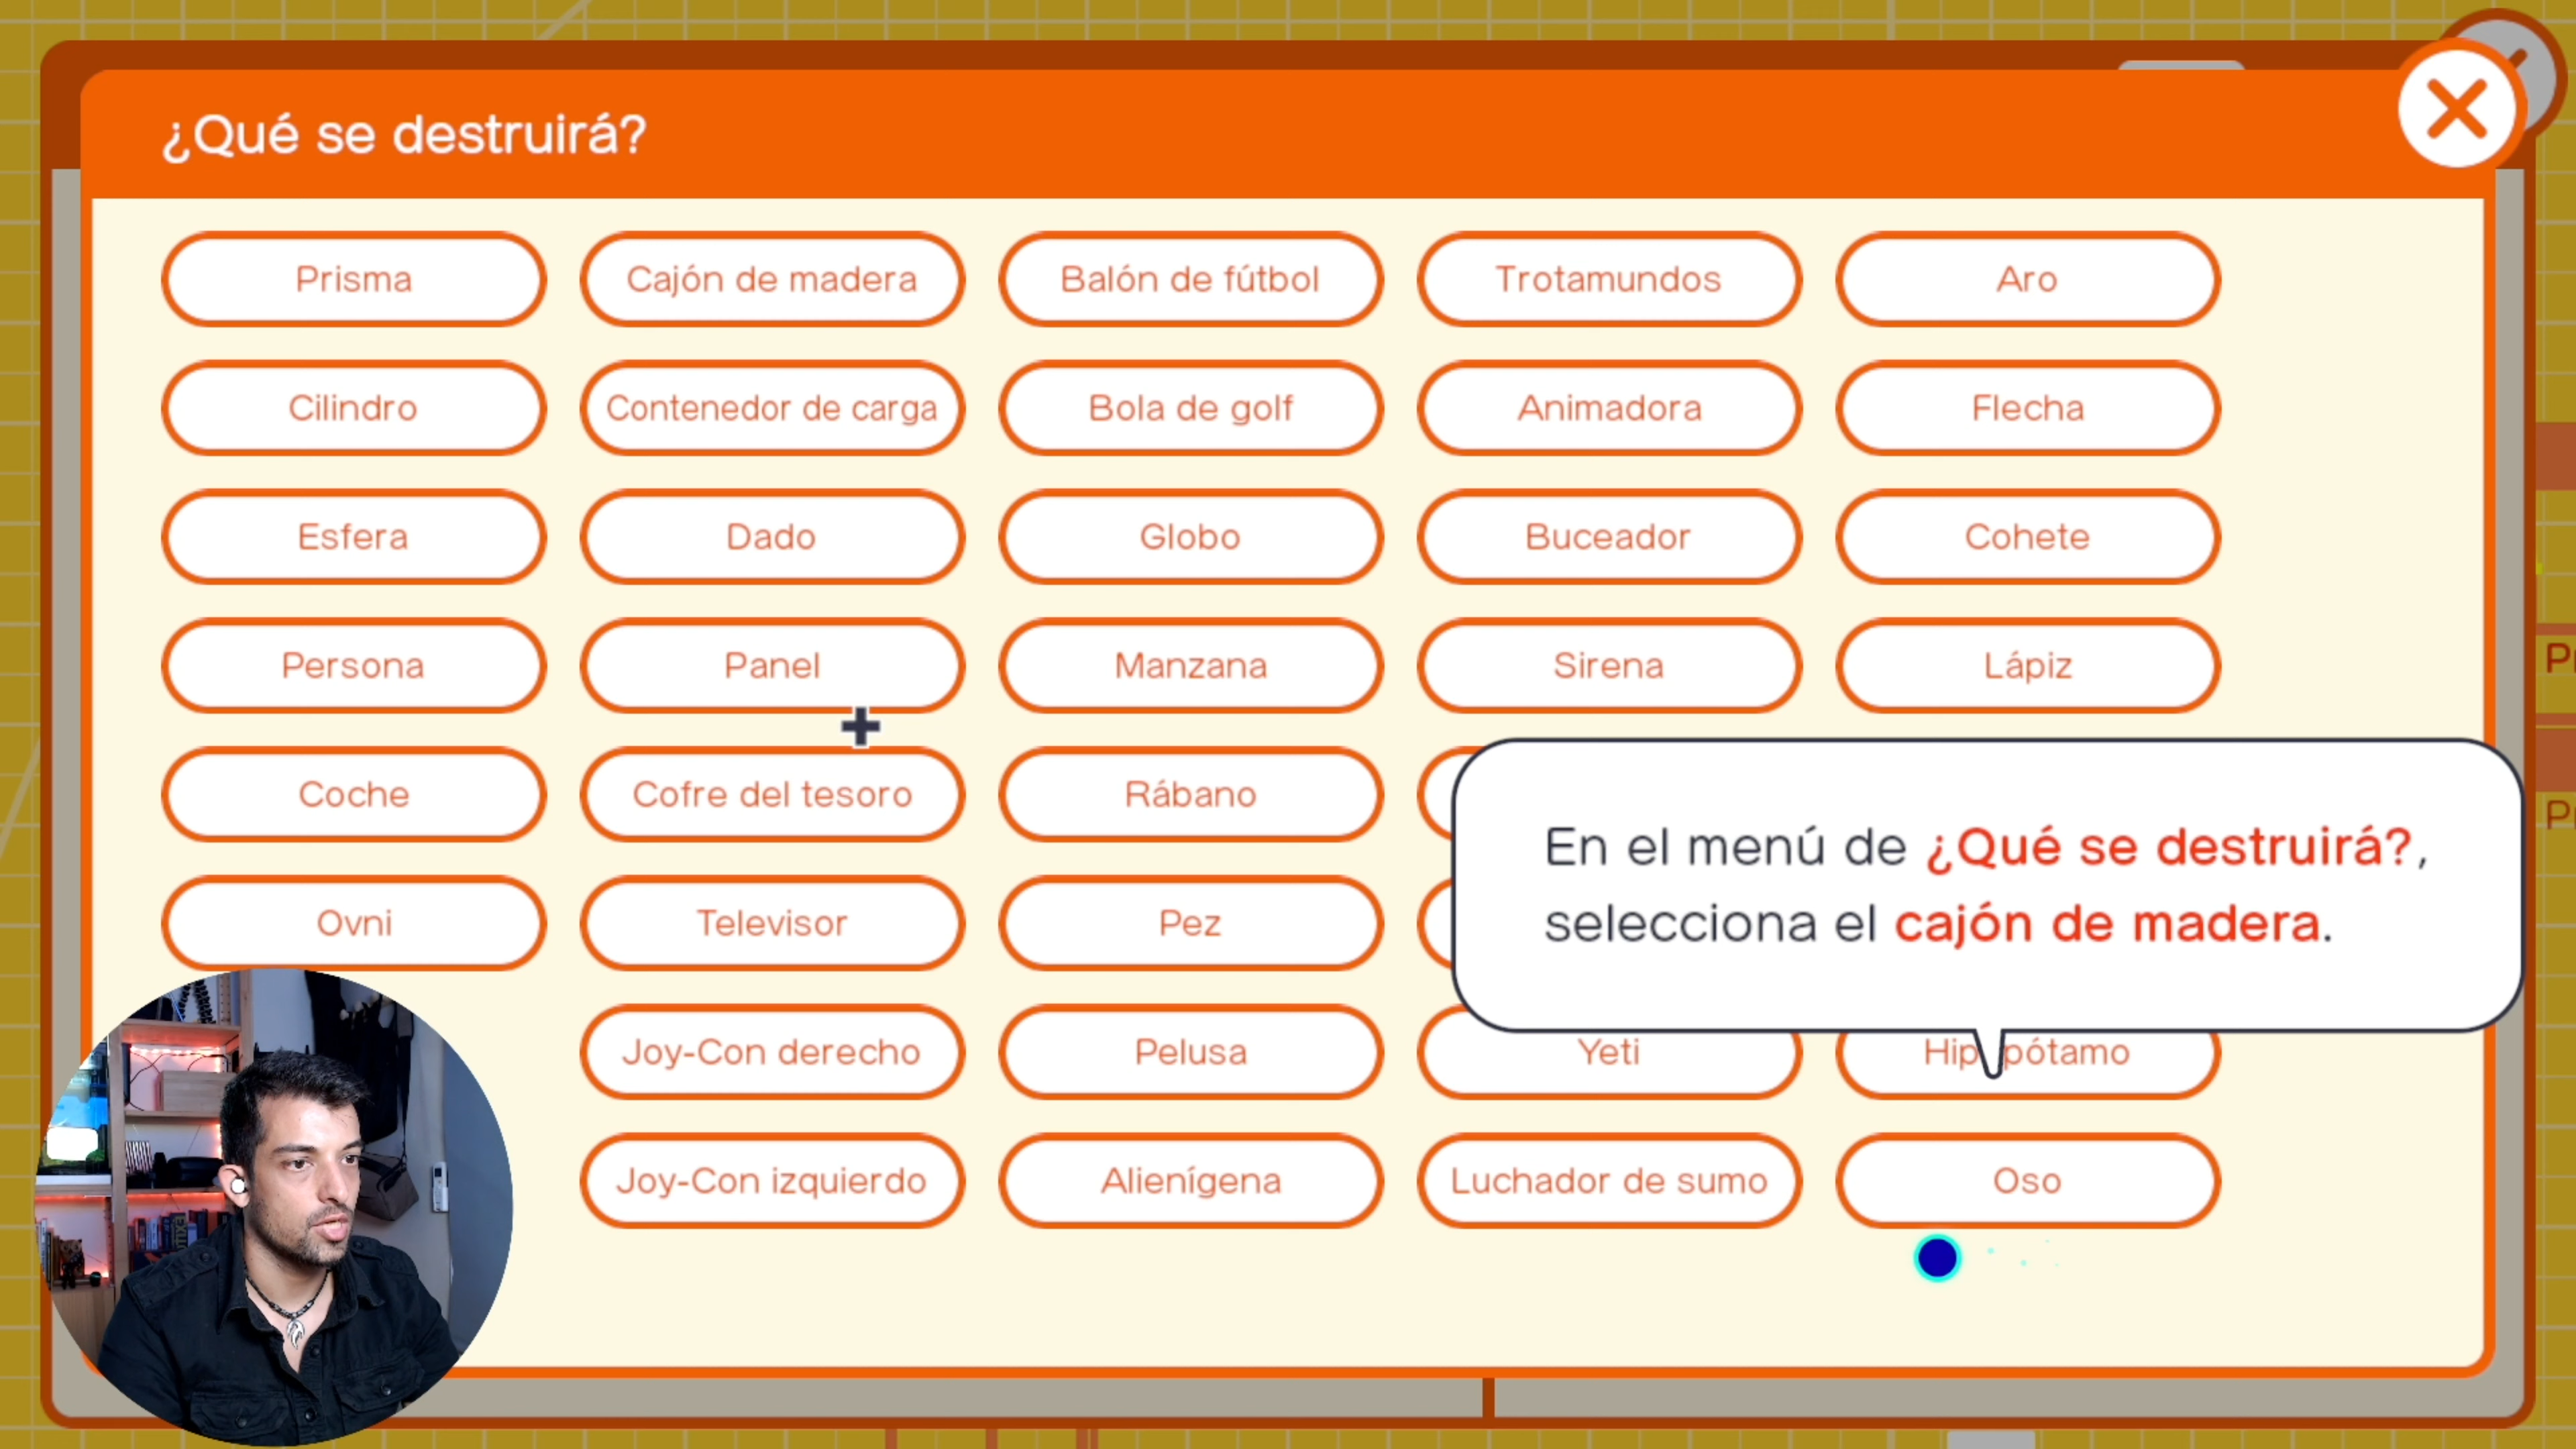 ¿Qué se destruirá?
Prisma
Cajón de madera
Balón de fútbol
Trotamundos
Aro
Cilindro
Contenedor de carga
Bola de golf
Animadora
Flecha
Esfera
Dado
Globo
Buceador
Cohete
Persona
Panel
Manzana
Sirena
Lápiz
Coche
Cofre del tesoro
Rábano
En el menú de ¿Qué se destruirá?,
selecciona el cajón de madera.
Ovni
Televisor
Pez
Joy-Con derecho
Pelusa
Yeti
Joy-Con izquierdo
Alienígena
Luchador de sumo
Oso